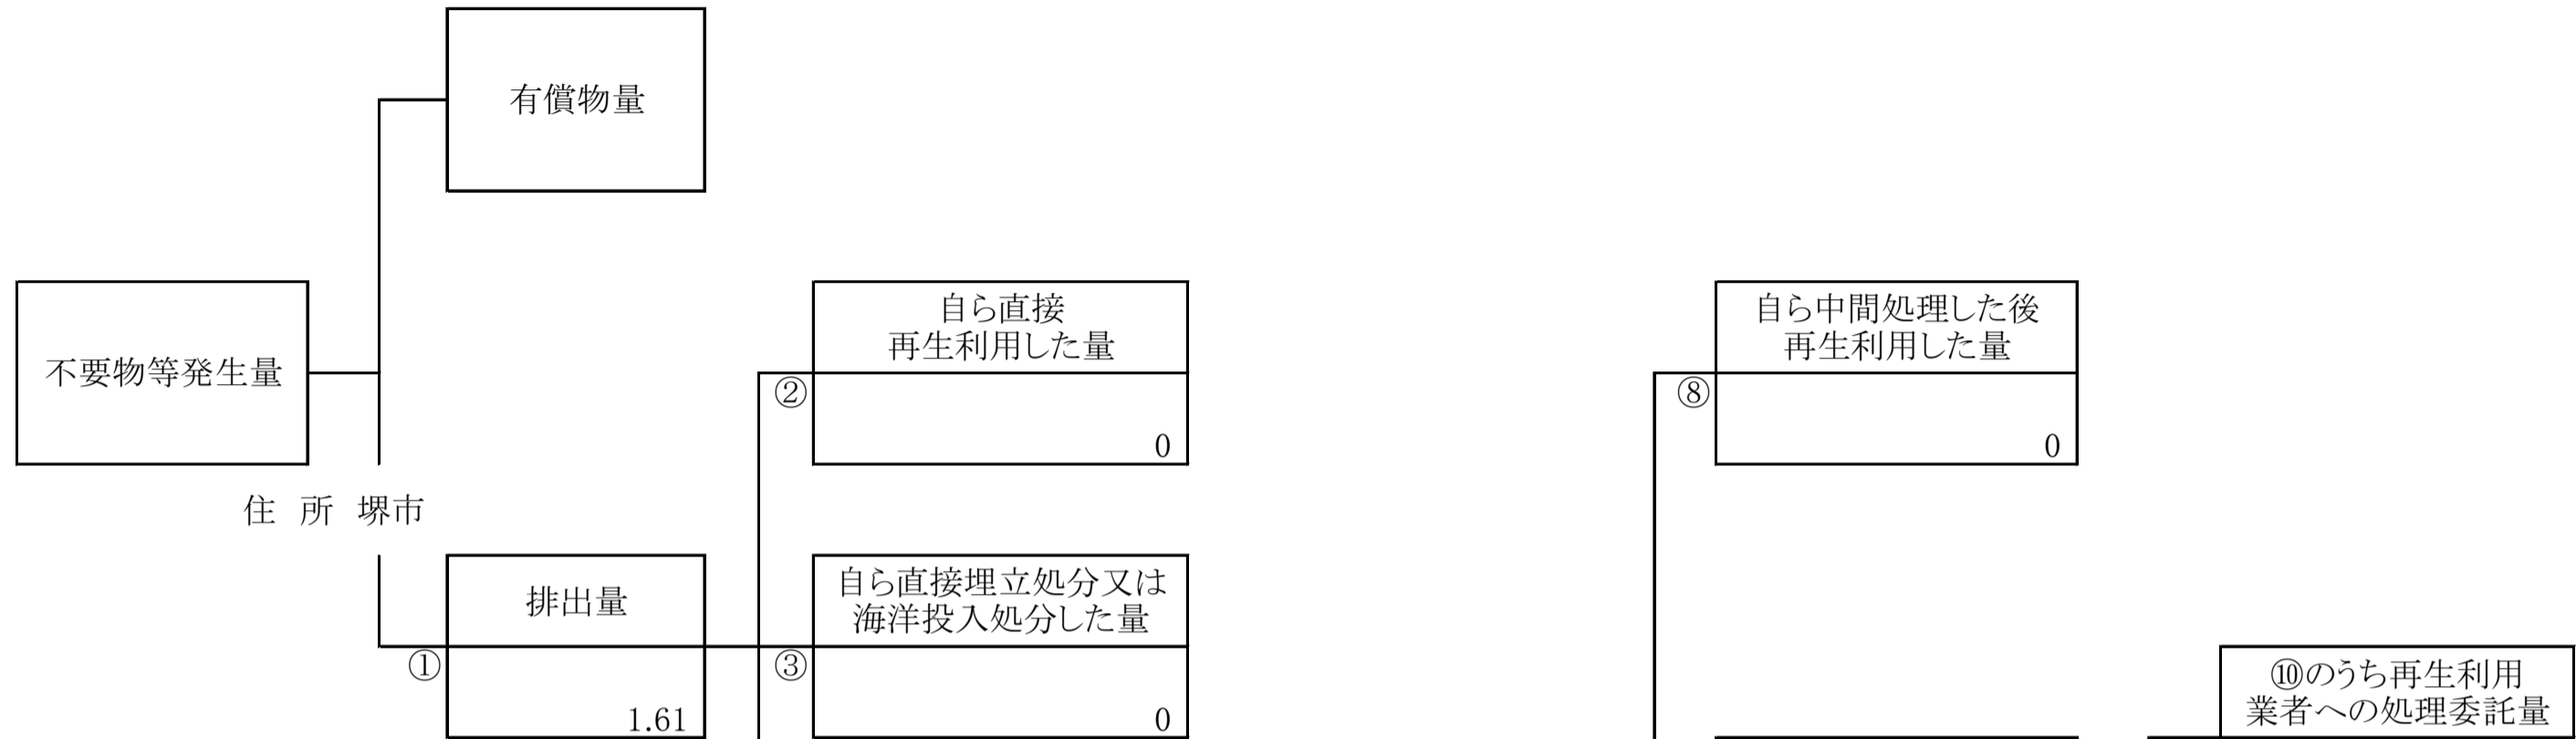 有償物量
不要物等発生量
自ら直接
再生利用した量
②
0
自ら中間処理した後
再生利用した量
⑧
0
住 所 堺市
排出量
①
1.61
自ら直接埋立処分又は
海洋投入処分した量
③
0
⑩のうち再生利用
業者への処理委託量